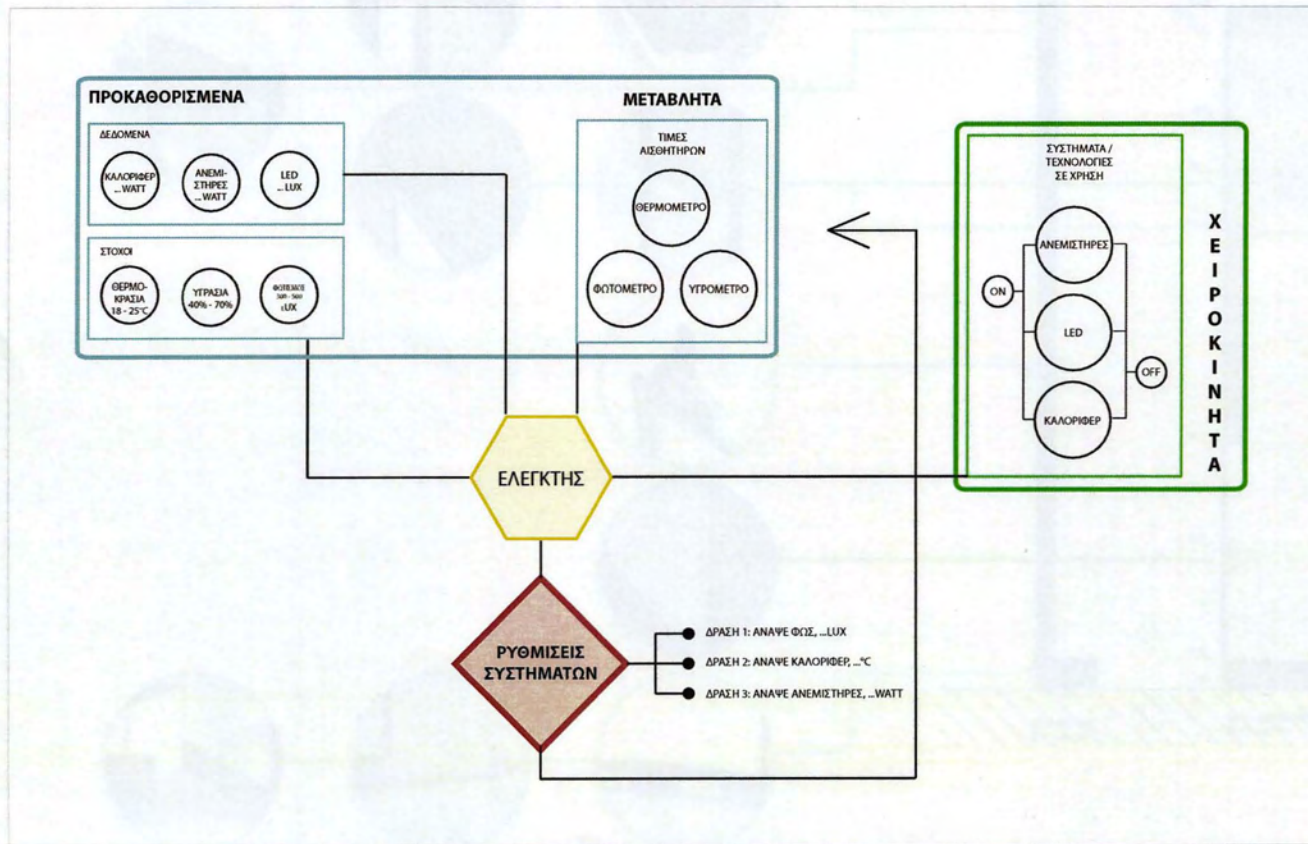 ΠΡΟΚΑΘΟΡΙΣΜΕΝΑ
ΔΕΔΟΜΕΝΑ
ΚΑΛΟΡΙΦΕΡ
...WATT
ΑΝΕΜΙ-
ΣΤΗΡΕΣ
...WATT
LED
...LUX
ΣΤΟΧΟΙ
ΘΕΡΜΟ-
ΚΡΑΣΙΑ
18 - 25°C
ΥΓΡΑΣΙΑ
40% - 70%
ΦΩΤΙΣΜΟΣ
LUX
ΜΕΤΑΒΛΗΤΑ
ΤΙΜΕΣ
ΑΙΣΘΗΤΗΡΩΝ
ΘΕΡΜΟΜΕΤΡΟ
ΦΩΤΟΜΕΤΡΟ
ΥΓΡΟΜΕΤΡΟ
ΣΥΣΤΗΜΑΤΑ /
ΤΕΧΝΟΛΟΓΙΕΣ
ΣΕ ΧΡΗΣΗ
ΑΝΕΜΙΣΤΗΡΕΣ
ON
LED
OFF
ΚΑΛΟΡΙΦΕΡ
ΧΕΙΡΟΚΙΝΗΤΑ
ΕΛΕΓΚΤΗΣ
ΡΥΘΜΙΣΕΙΣ
ΣΥΣΤΗΜΑΤΩΝ
ΔΡΑΣΗ 1: ΑΝΑΨΕ ΦΩΣ, ...LUX
ΔΡΑΣΗ 2: ΑΝΑΨΕ ΚΑΛΟΡΙΦΕΡ, ...°C
ΔΡΑΣΗ 3: ΑΝΑΨΕ ΑΝΕΜΙΣΤΗΡΕΣ, ...WATT